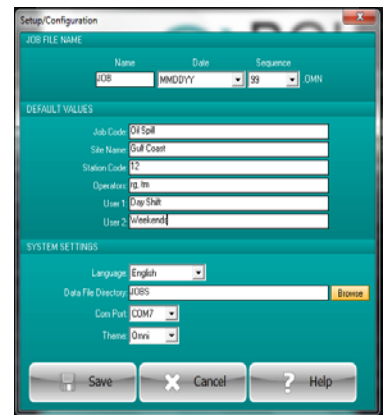 Setup/Configuration
JOB FILE NAME
Name Date Sequence
JOB MMDDYY 99 .OMN
DEFAULT VALUES
Job Code: Oil Spill
Site Name: Gulf Coast
Station Code: 12
Operators: rg, tm
User 1: Day Shift
User 2: Weekends
SYSTEM SETTINGS
Language: English
Data File Directory: JOBS Browse
Com Port: COM7
Theme: Omni
Save Cancel ? Help